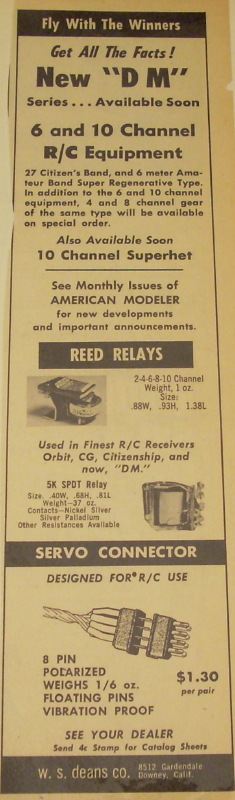 Fly With The Winners
Get All The Facts!
New "DM"
Series... Available Soon
6 and 10 Channel
R/C Equipment
27 Citizen's Band, and 6 meter Ama-
teur Band Super Regenerative Type.
In addition to the 6 and 10 channel
equipment, 4 and 8 channel gear
of the same type will be available
on special order.
Also Available Soon
10 Channel Superhet
See Monthly Issues of
AMERICAN MODELER
for new developments
and important announcements.
REED RELAYS
2-4-6-8-10 Channel
Weight, 1 oz.
Size:
.88W, .93H, 1.38L
Used in Finest R/C Receivers
Orbit, CG, Citizenship, and
now, "DM."
5K SPDT Relay
Size, .40W, .68H, .81L
Weight-.37 oz.
Contacts-Nickel Silver
Silver Palladium
Other Resistances Available
SERVO CONNECTOR
DESIGNED FOR R/C USE
8 PIN
POLARIZED
WEIGHS 1/6 oz.
FLOATING PINS
VIBRATION PROOF
$1.30
per pair
SEE YOUR DEALER
Send 4c Stamp for Catalog Sheets
w. s. deans co.
8512 Gardendale
Downey, Calif.